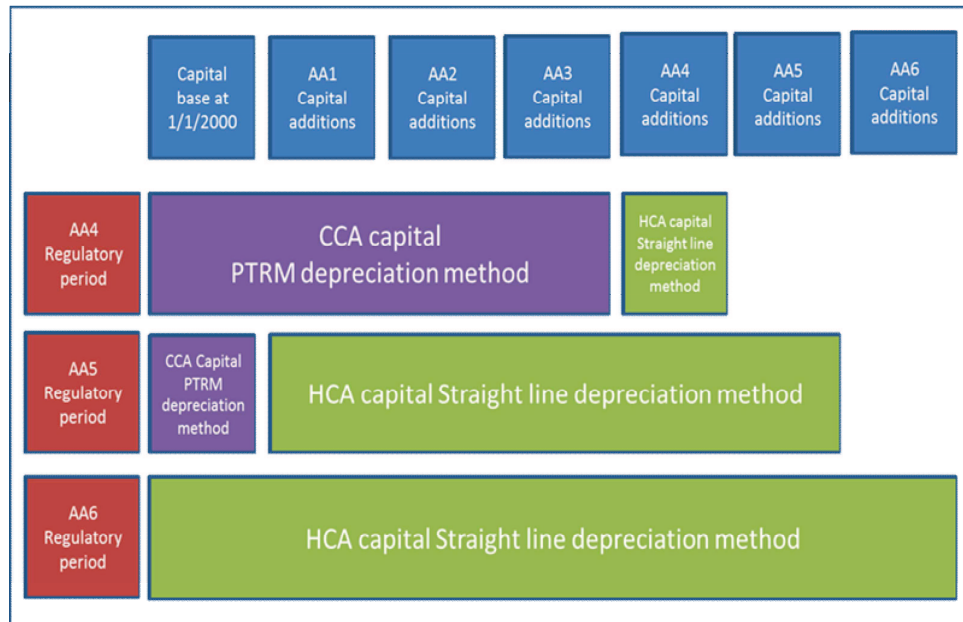 Capital
base at
1/1/2000
AA1
Capital
additions
AA2
Capital
additions
AA3
Capital
additions
AA4
Capital
additions
AA5
Capital
additions
AA6
Capital
additions
AA4
Regulatory
period
CCA capital
PTRM depreciation method
HCA capital
Straight line
depreciation
method
AA5
Regulatory
period
CCA Capital
PTRM
depreciation
method
HCA capital Straight line depreciation method
AA6
Regulatory
period
HCA capital Straight line depreciation method